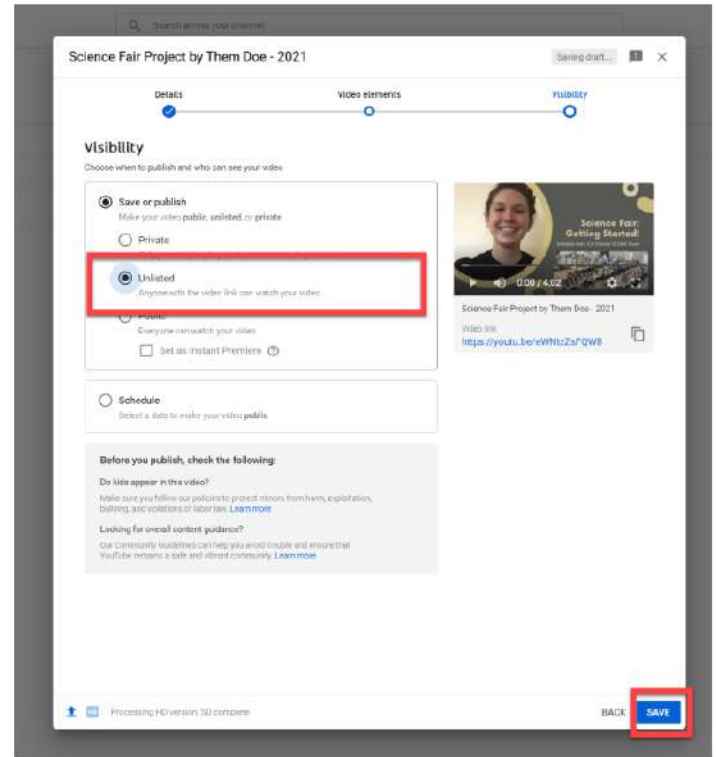 Search across your channel
Science Fair Project by Them Doe - 2021
Saving draft...
Details
Video elements
Visibility
Visibility
Choose when to publish and who can see your video
Save or publish
Make your video public, unlisted, or private
Private
Unlisted
Anyone with the video link can watch your video
Public
Everyone can watch your video
Set as instant Premiere
Schedule
Select a date to make your video public
Science Fair:
Getting Started!
0:00 / 4:02
Science Fair Project by Them Doe - 2021
Video link
Before you publish, check the following:
Do kids appear in this video?
Make sure you follow our policies to protect minors from harm, exploitation,
bullying, and violations of labor law. Learn more
Looking for overall content guidance?
Our Community Guidelines can help you avoid trouble and ensure that
YouTube remains a safe and vibrant community. Learn more
HD
Processing HD version. SD complete
BACK
SAVE